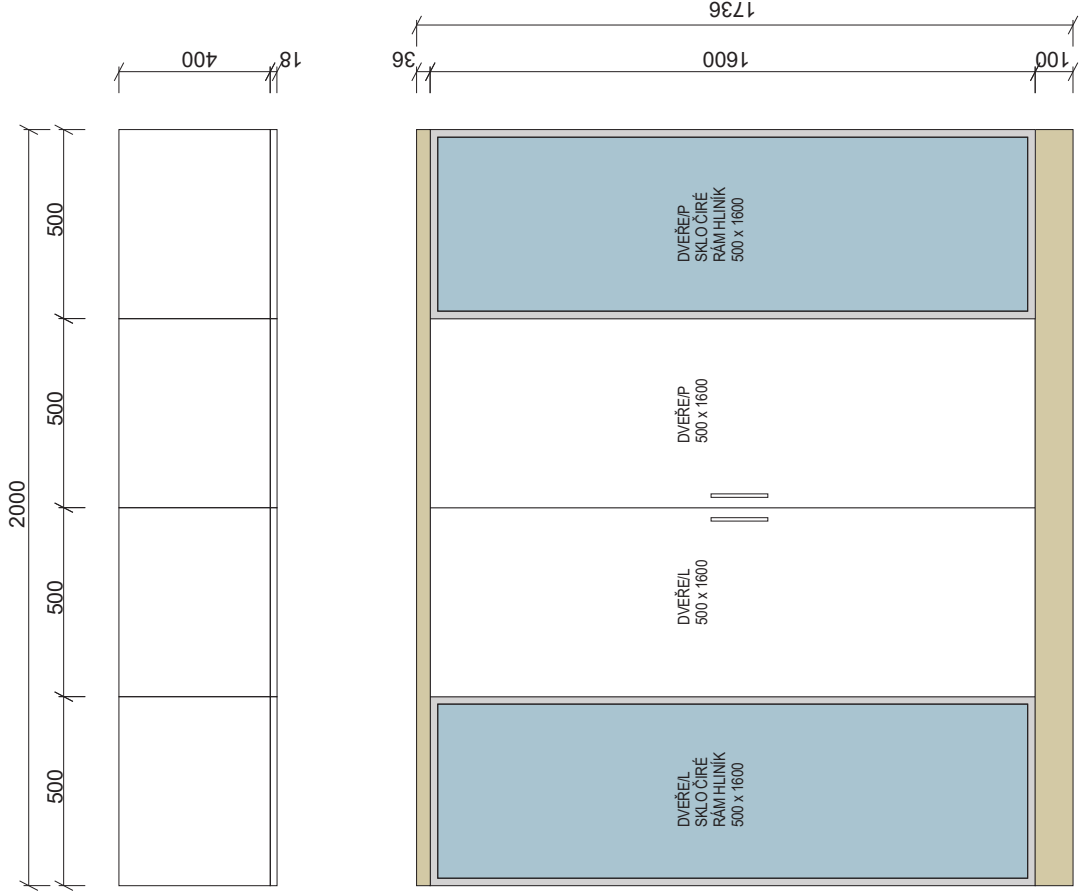 2000
500
500
500
500
400
18
1736
36
1600
100
DVEŘE/L
SKLO ČIRÉ
RÁM HLINÍK
500 x 1600
DVEŘE/L
500 x 1600
DVEŘE/P
500 x 1600
DVEŘE/P
SKLO ČIRÉ
RÁM HLINÍK
500 x 1600